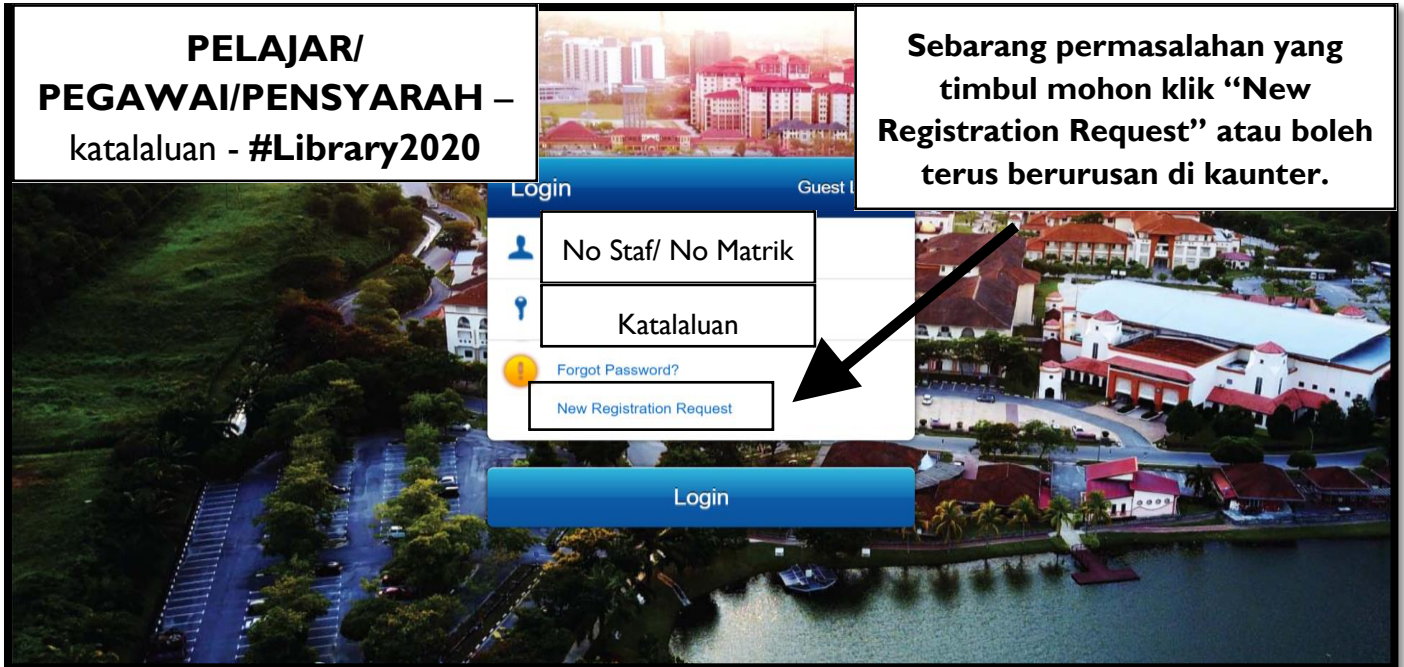 PELAJAR/
PEGAWAI/PENSYARAH –
katalaluan - #Library2020
Sebarang permasalahan yang
timbul mohon klik “New
Registration Request” atau boleh
terus berurusan di kaunter.
Login
Guest L
No Staf/ No Matrik
Katalaluan
Forgot Password?
New Registration Request
Login